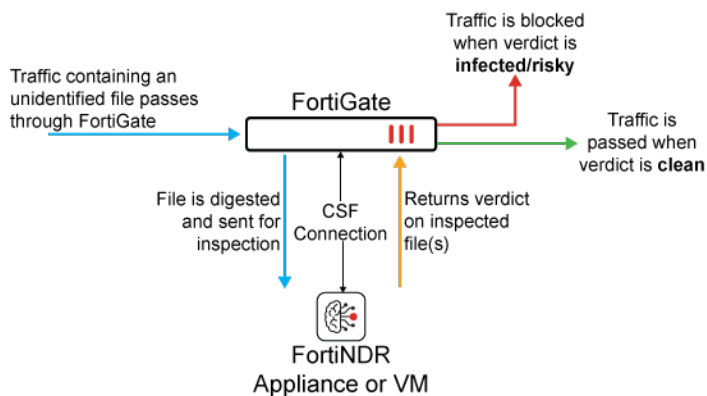 Traffic is blocked
when verdict is
infected/risky
Traffic containing an
unidentified file passes
through FortiGate
FortiGate
Traffic is
passed when
verdict is clean
File is digested
and sent for
inspection
CSF
Connection
Returns verdict
on inspected
file(s)
FortiNDR
Appliance or VM